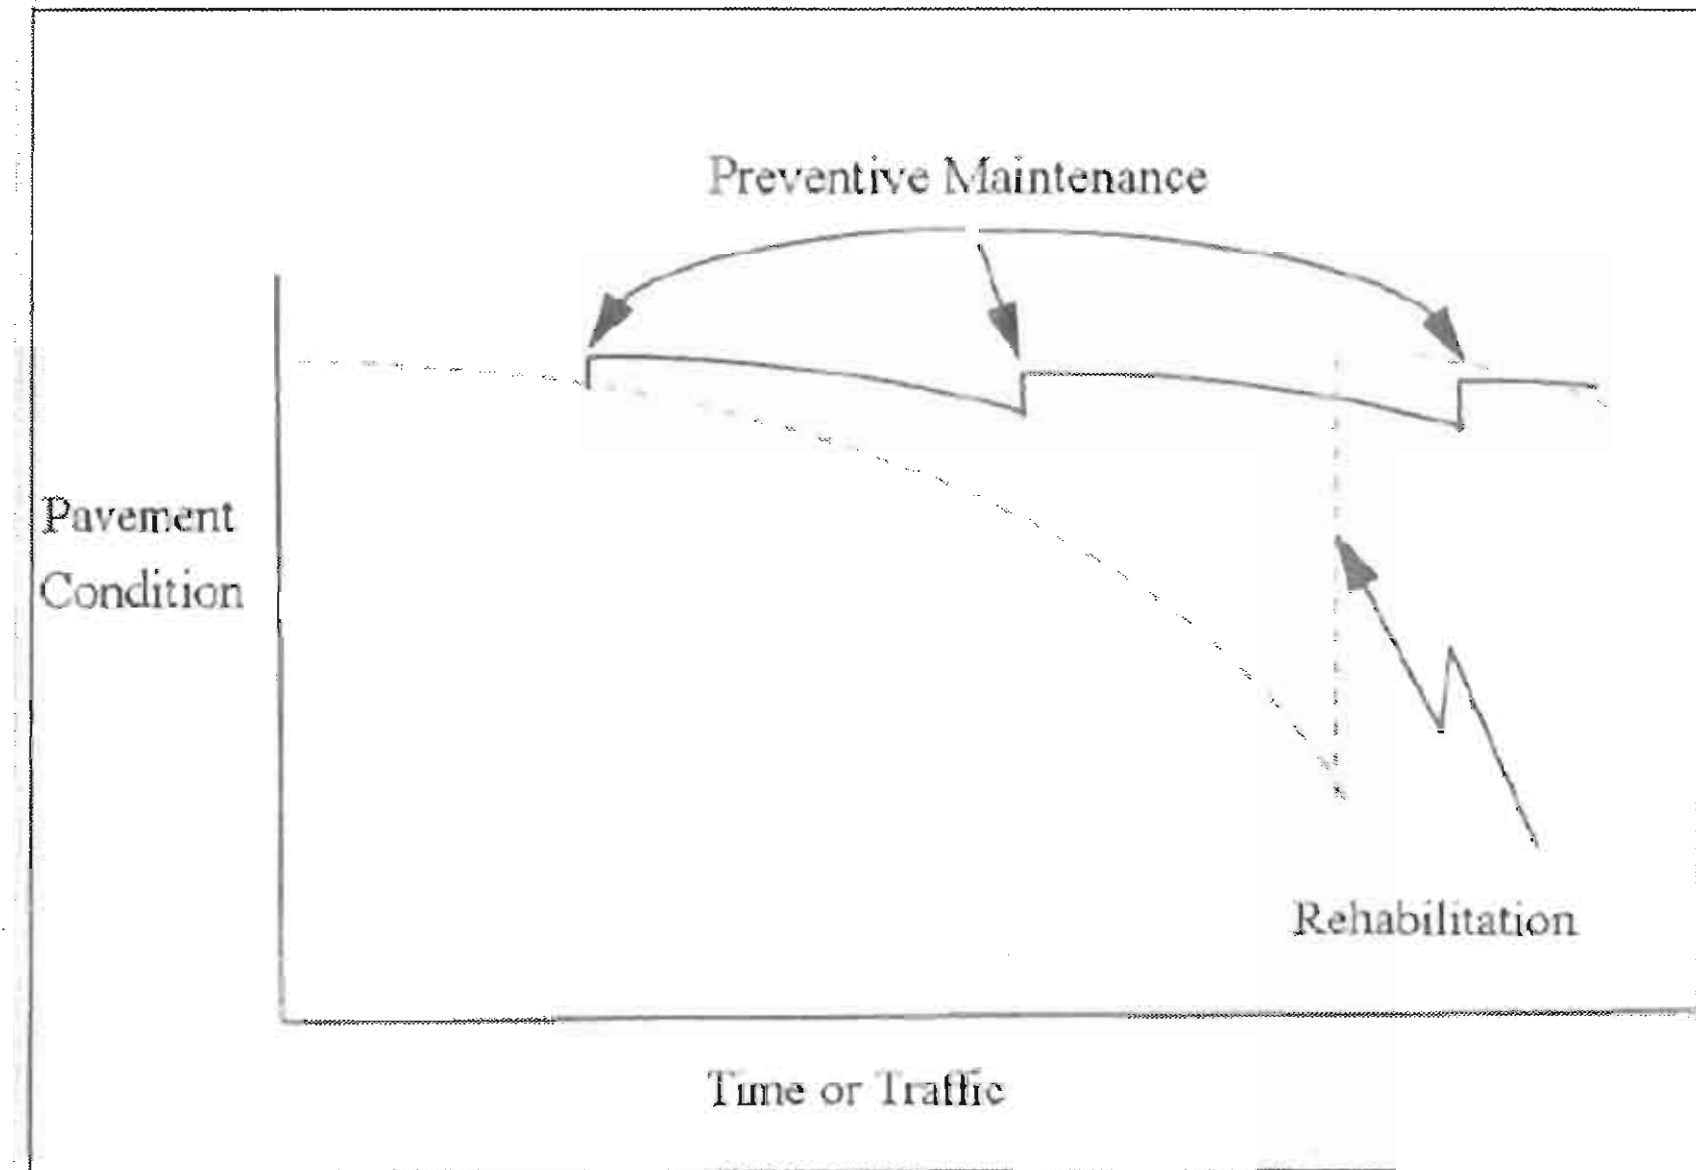 Preventive Maintenance
Pavement
Condition
Rehabilitation
Time or Traffic